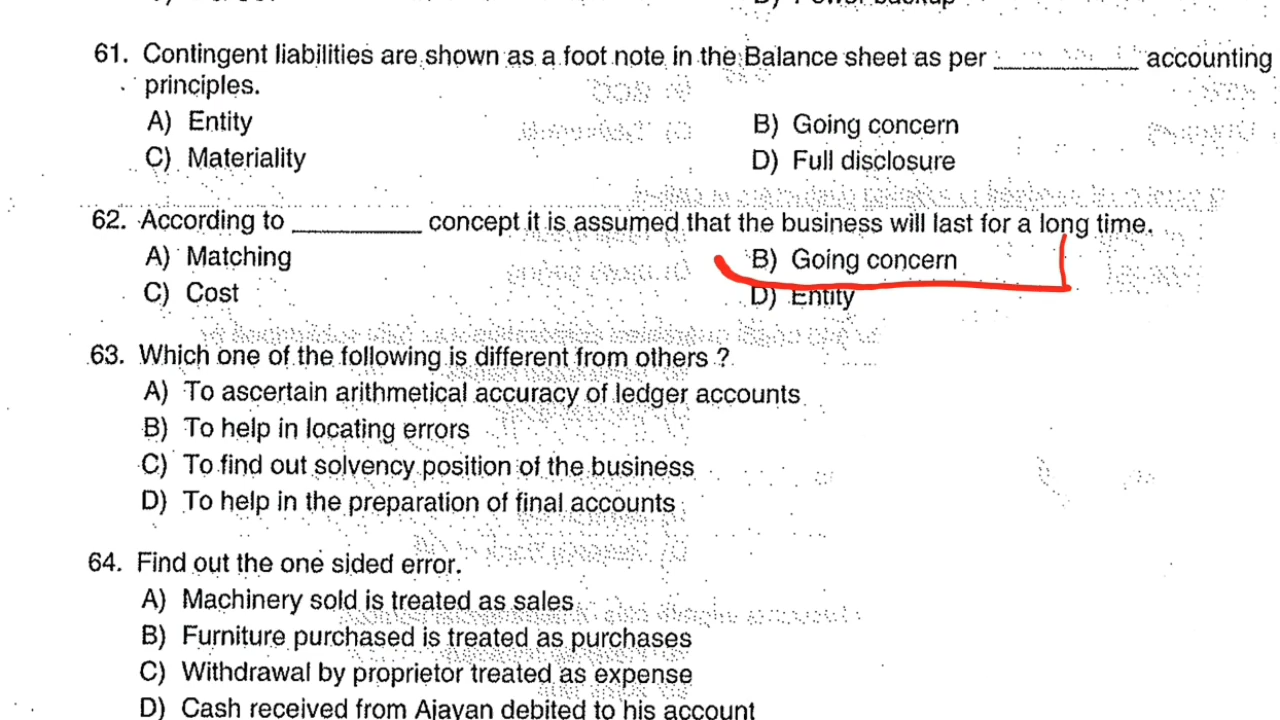 61. Contingent liabilities are shown as a foot note in the Balance sheet as per __________ accounting
principles.
A) Entity B) Going concern
C) Materiality D) Full disclosure
62. According to __________ concept it is assumed that the business will last for a long time.
A) Matching B) Going concern
C) Cost D) Entity
63. Which one of the following is different from others ?
A) To ascertain arithmetical accuracy of ledger accounts
B) To help in locating errors
C) To find out solvency position of the business
D) To help in the preparation of final accounts
64. Find out the one sided error.
A) Machinery sold is treated as sales
B) Furniture purchased is treated as purchases
C) Withdrawal by proprietor treated as expense
D) Cash received from Ajayan debited to his account